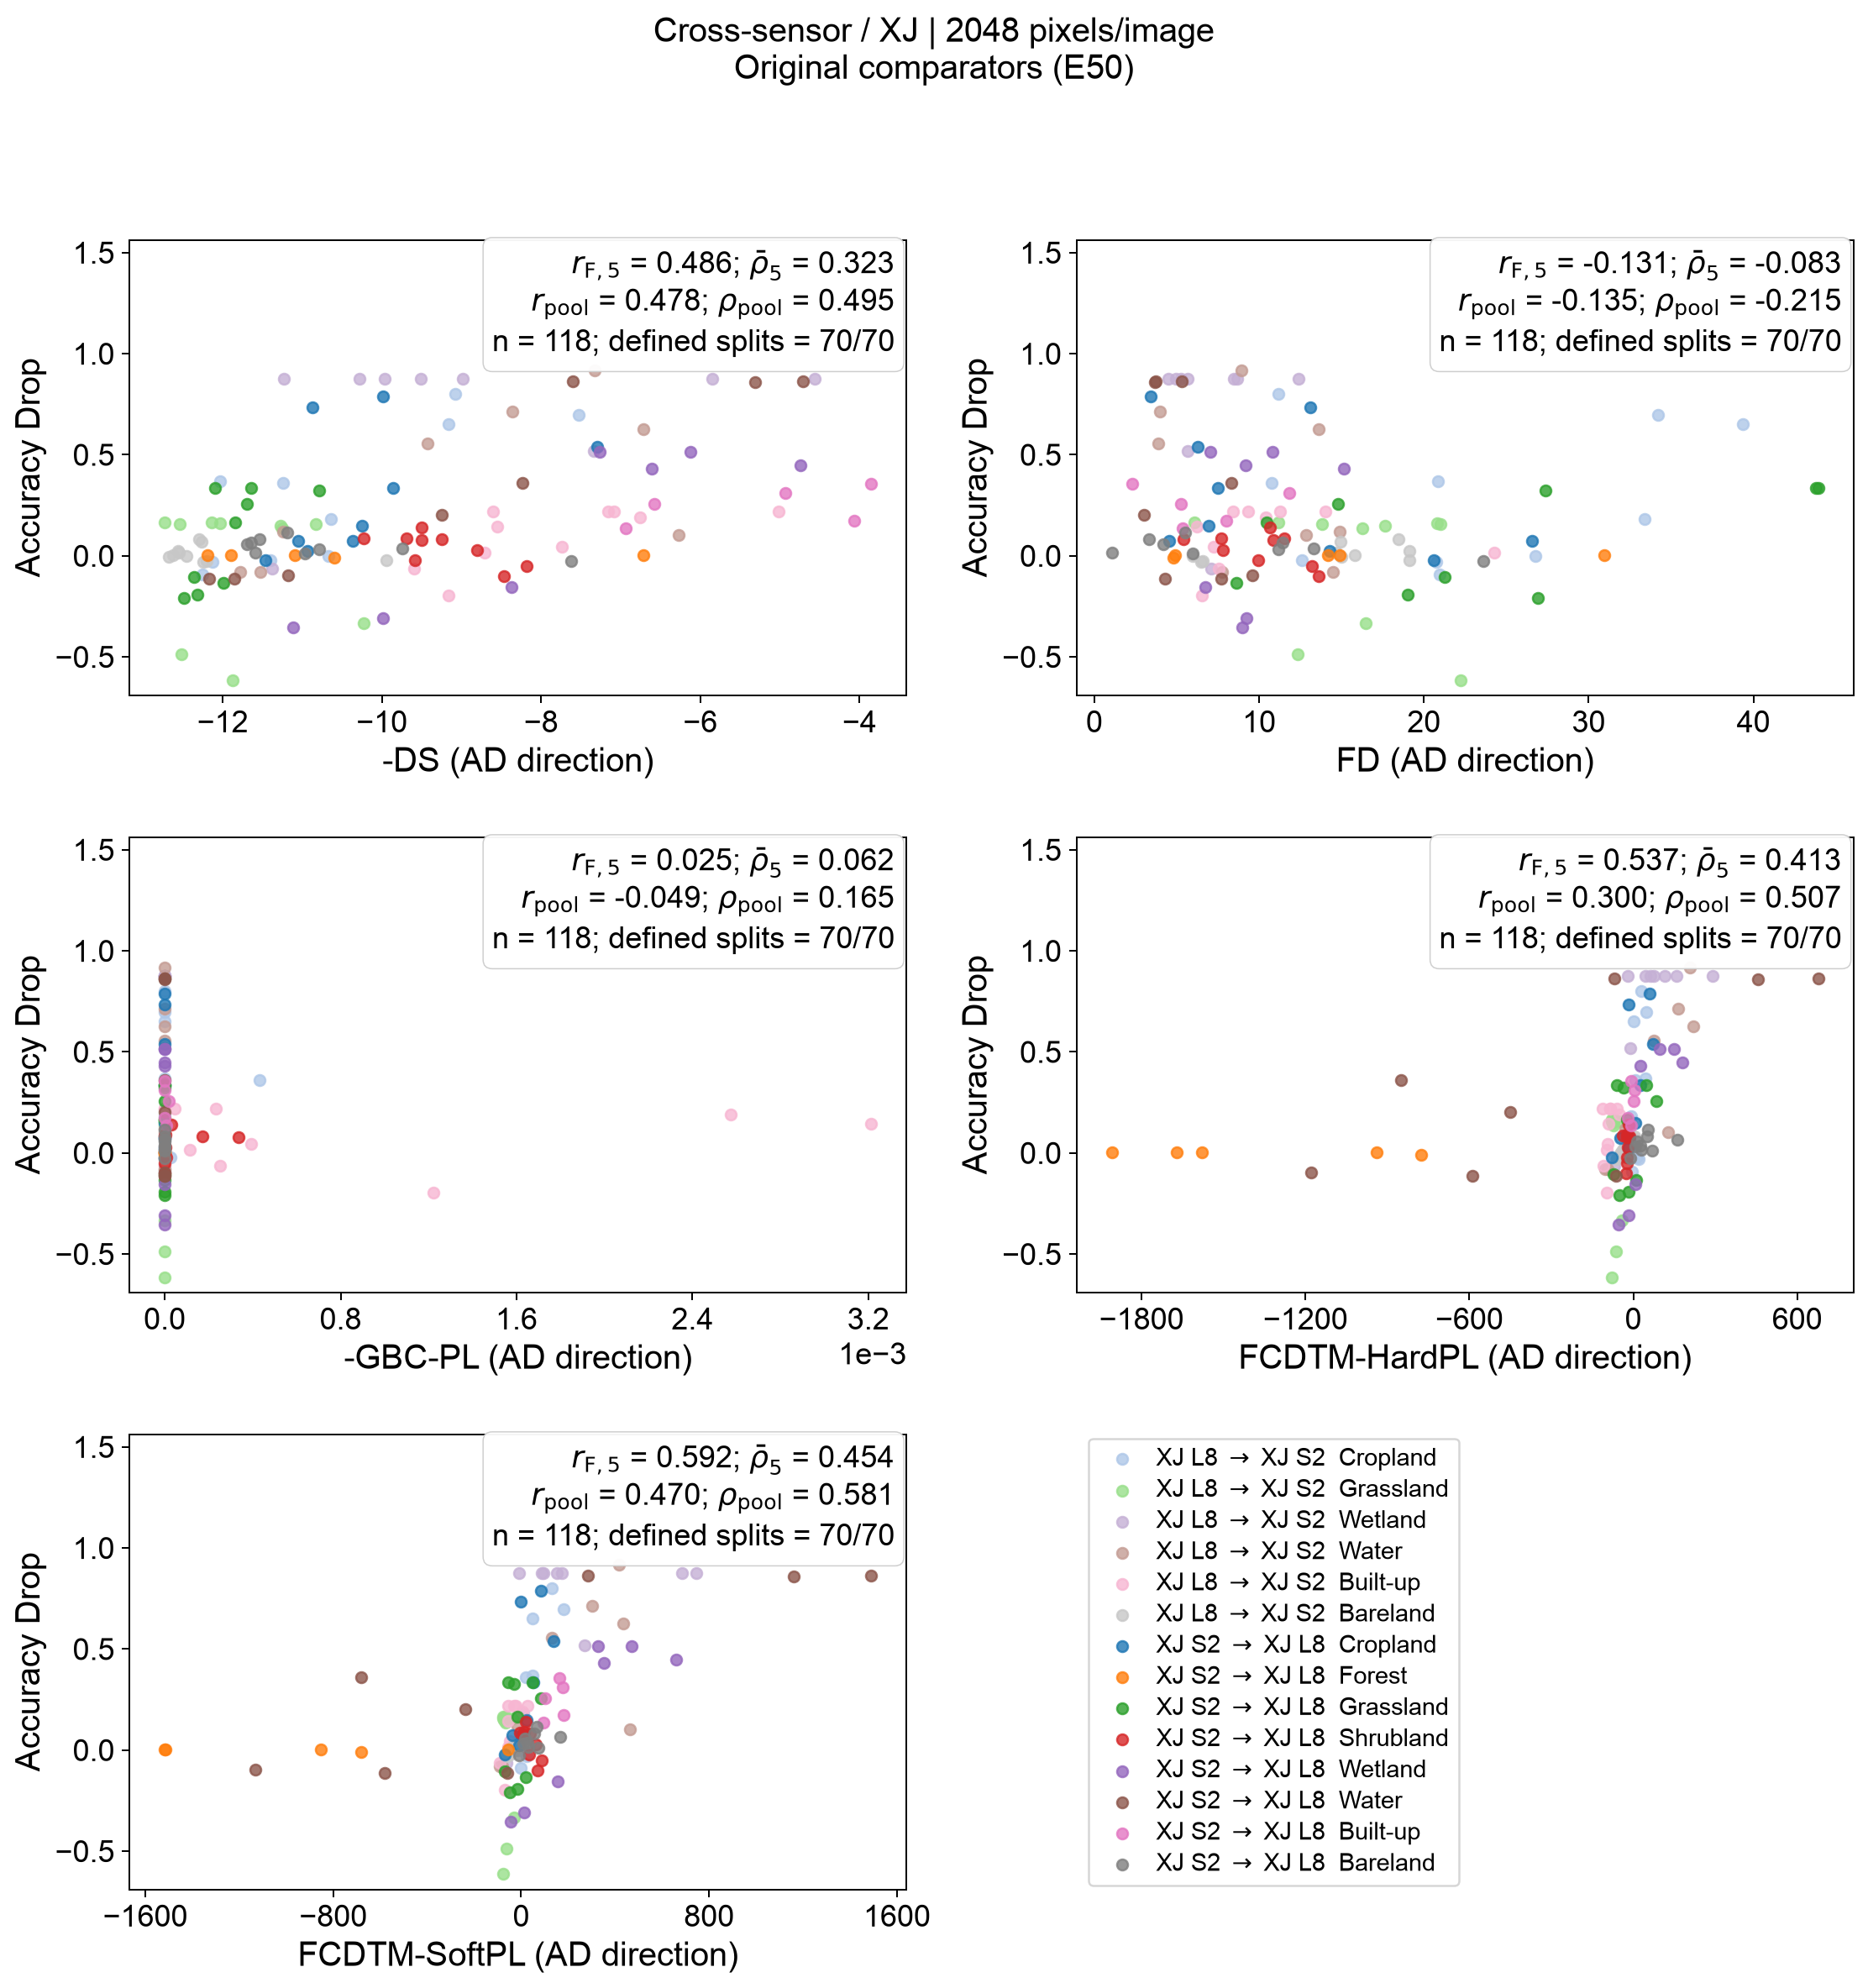 Cross-sensor / XJ | 2048 pixels/image
Original comparators (E50)
r_F, 5 = 0.486; ρ̄_5 = 0.323
r_pool = 0.478; ρ_pool = 0.495
n = 118; defined splits = 70/70
1.5
1.0
0.5
0.0
−0.5
Accuracy Drop
−12 −10 −8 −6 −4
-DS (AD direction)
r_F, 5 = -0.131; ρ̄_5 = -0.083
r_pool = -0.135; ρ_pool = -0.215
n = 118; defined splits = 70/70
1.5
1.0
0.5
0.0
−0.5
Accuracy Drop
0 10 20 30 40
FD (AD direction)
r_F, 5 = 0.025; ρ̄_5 = 0.062
r_pool = -0.049; ρ_pool = 0.165
n = 118; defined splits = 70/70
1.5
1.0
0.5
0.0
−0.5
Accuracy Drop
0.0 0.8 1.6 2.4 3.2
1e−3
-GBC-PL (AD direction)
r_F, 5 = 0.537; ρ̄_5 = 0.413
r_pool = 0.300; ρ_pool = 0.507
n = 118; defined splits = 70/70
1.5
1.0
0.5
0.0
−0.5
Accuracy Drop
−1800 −1200 −600 0 600
FCDTM-HardPL (AD direction)
r_F, 5 = 0.592; ρ̄_5 = 0.454
r_pool = 0.470; ρ_pool = 0.581
n = 118; defined splits = 70/70
1.5
1.0
0.5
0.0
−0.5
Accuracy Drop
−1600 −800 0 800 1600
FCDTM-SoftPL (AD direction)
XJ L8 → XJ S2 Cropland
XJ L8 → XJ S2 Grassland
XJ L8 → XJ S2 Wetland
XJ L8 → XJ S2 Water
XJ L8 → XJ S2 Built-up
XJ L8 → XJ S2 Bareland
XJ S2 → XJ L8 Cropland
XJ S2 → XJ L8 Forest
XJ S2 → XJ L8 Grassland
XJ S2 → XJ L8 Shrubland
XJ S2 → XJ L8 Wetland
XJ S2 → XJ L8 Water
XJ S2 → XJ L8 Built-up
XJ S2 → XJ L8 Bareland